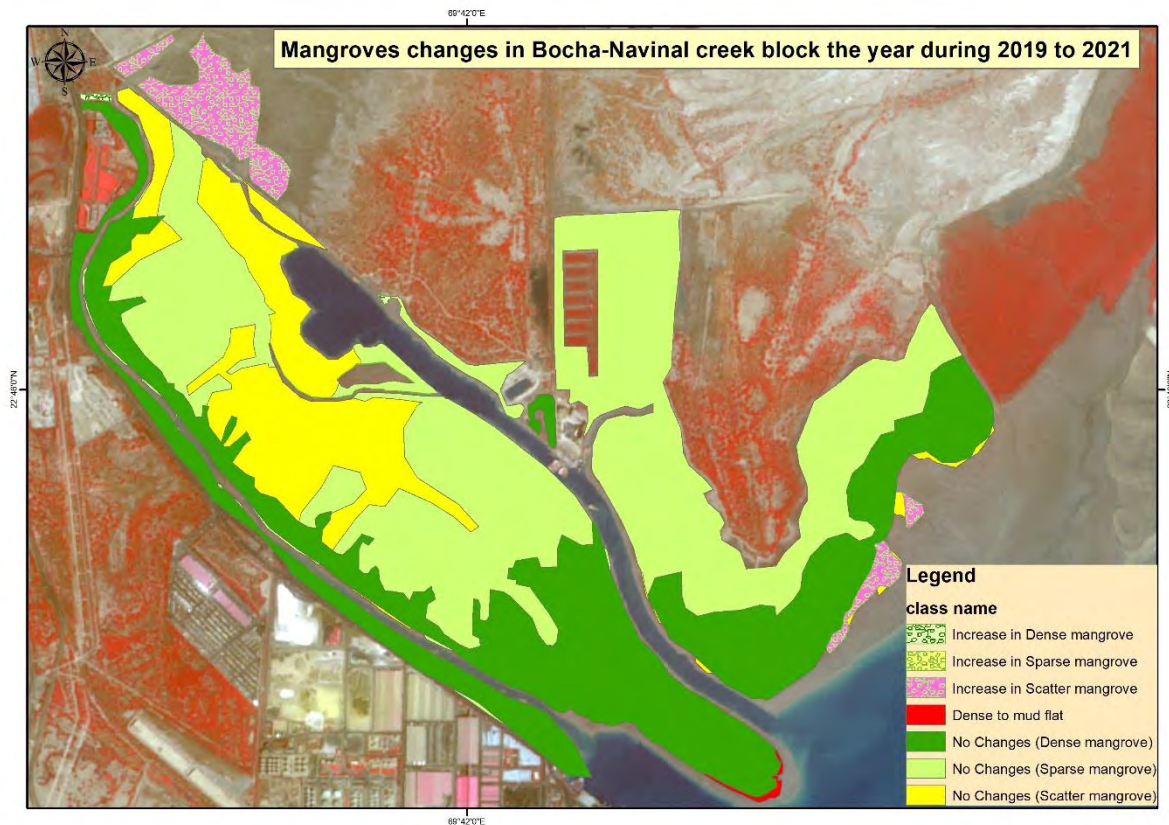 69°42'0"E
Mangroves changes in Bocha-Navinal creek block the year during 2019 to 2021
N
W E
S
22°46'0"N
Legend
class name
Increase in Dense mangrove
Increase in Sparse mangrove
Increase in Scatter mangrove
Dense to mud flat
No Changes (Dense mangrove)
No Changes (Sparse mangrove)
No Changes (Scatter mangrove)
69°42'0"E